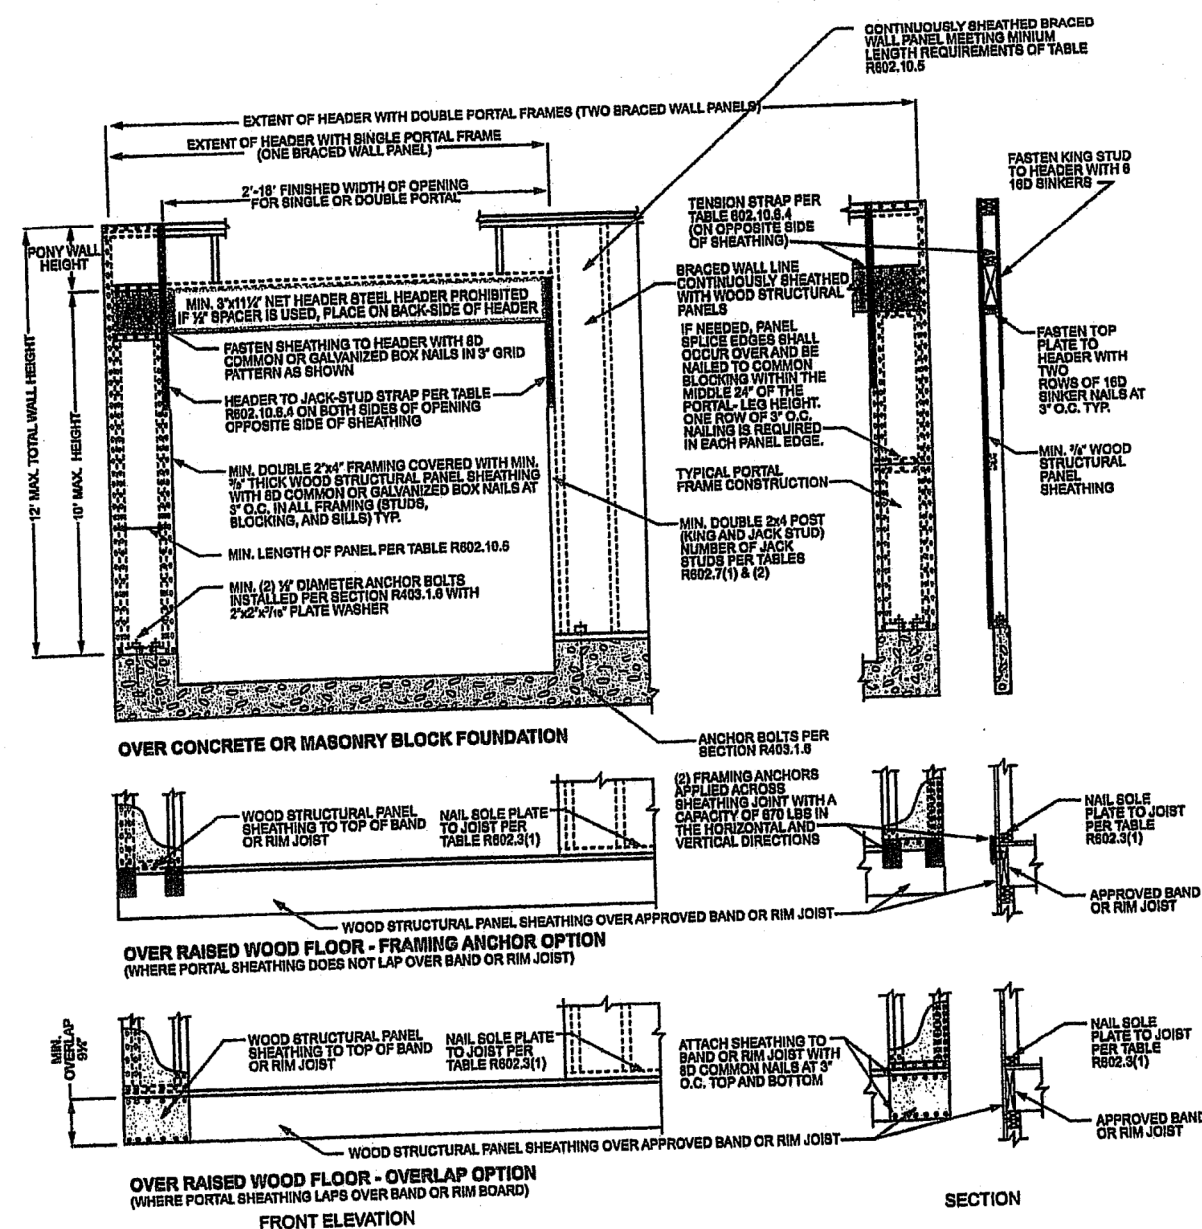 CONTINUOUSLY SHEATHED BRACED
WALL PANEL MEETING MINIUM
LENGTH REQUIREMENTS OF TABLE
R602.10.5
EXTENT OF HEADER WITH DOUBLE PORTAL FRAMES (TWO BRACED WALL PANELS)
EXTENT OF HEADER WITH SINGLE PORTAL FRAME
(ONE BRACED WALL PANEL)
2'-18' FINISHED WIDTH OF OPENING
FOR SINGLE OR DOUBLE PORTAL
FASTEN KING STUD
TO HEADER WITH 6
16D SINKERS
TENSION STRAP PER
TABLE 602.10.6.4
(ON OPPOSITE SIDE
OF SHEATHING)
PONY WALL
HEIGHT
12' MAX. TOTAL WALL HEIGHT
10' MAX. HEIGHT
BRACED WALL LINE
CONTINUOUSLY SHEATHED
WITH WOOD STRUCTURAL
PANELS
MIN. 3"x11¼" NET HEADER STEEL HEADER PROHIBITED
IF ½" SPACER IS USED, PLACE ON BACK-SIDE OF HEADER
FASTEN SHEATHING TO HEADER WITH 8D
COMMON OR GALVANIZED BOX NAILS IN 3" GRID
PATTERN AS SHOWN
IF NEEDED, PANEL
SPLICE EDGES SHALL
OCCUR OVER AND BE
NAILED TO COMMON
BLOCKING WITHIN THE
MIDDLE 24" OF THE
PORTAL- LEG HEIGHT.
ONE ROW OF 3" O.C.
NAILING IS REQUIRED
IN EACH PANEL EDGE.
FASTEN TOP
PLATE TO
HEADER WITH
TWO
ROWS OF 16D
SINKER NAILS AT
3" O.C. TYP.
HEADER TO JACK-STUD STRAP PER TABLE
R602.10.6.4 ON BOTH SIDES OF OPENING
OPPOSITE SIDE OF SHEATHING
MIN. DOUBLE 2"x4" FRAMING COVERED WITH MIN.
⅜" THICK WOOD STRUCTURAL PANEL SHEATHING
WITH 8D COMMON OR GALVANIZED BOX NAILS AT
3" O.C. IN ALL FRAMING (STUDS,
BLOCKING, AND SILLS) TYP.
TYPICAL PORTAL
FRAME CONSTRUCTION
MIN. ⅜" WOOD
STRUCTURAL
PANEL
SHEATHING
MIN. LENGTH OF PANEL PER TABLE R602.10.5
MIN. DOUBLE 2x4 POST
(KING AND JACK STUD)
NUMBER OF JACK
STUDS PER TABLES
R602.7(1) & (2)
MIN. (2) ½" DIAMETER ANCHOR BOLTS
INSTALLED PER SECTION R403.1.6 WITH
2"x2"x³/₁₆" PLATE WASHER
OVER CONCRETE OR MASONRY BLOCK FOUNDATION
ANCHOR BOLTS PER
SECTION R403.1.6
WOOD STRUCTURAL PANEL
SHEATHING TO TOP OF BAND
OR RIM JOIST
NAIL SOLE PLATE
TO JOIST PER
TABLE R602.3(1)
(2) FRAMING ANCHORS
APPLIED ACROSS
SHEATHING JOINT WITH A
CAPACITY OF 670 LBS IN
THE HORIZONTAL AND
VERTICAL DIRECTIONS
NAIL SOLE
PLATE TO JOIST
PER TABLE
R602.3(1)
APPROVED BAND
OR RIM JOIST
WOOD STRUCTURAL PANEL SHEATHING OVER APPROVED BAND OR RIM JOIST
OVER RAISED WOOD FLOOR - FRAMING ANCHOR OPTION
(WHERE PORTAL SHEATHING DOES NOT LAP OVER BAND OR RIM JOIST)
MIN.
OVERLAP
9¼"
WOOD STRUCTURAL PANEL
SHEATHING TO TOP OF BAND
OR RIM JOIST
NAIL SOLE PLATE
TO JOIST PER
TABLE R602.3(1)
ATTACH SHEATHING TO
BAND OR RIM JOIST WITH
8D COMMON NAILS AT 3"
O.C. TOP AND BOTTOM
NAIL SOLE
PLATE TO JOIST
PER TABLE
R602.3(1)
APPROVED BAND
OR RIM JOIST
WOOD STRUCTURAL PANEL SHEATHING OVER APPROVED BAND OR RIM JOIST
OVER RAISED WOOD FLOOR - OVERLAP OPTION
(WHERE PORTAL SHEATHING LAPS OVER BAND OR RIM BOARD)
FRONT ELEVATION
SECTION